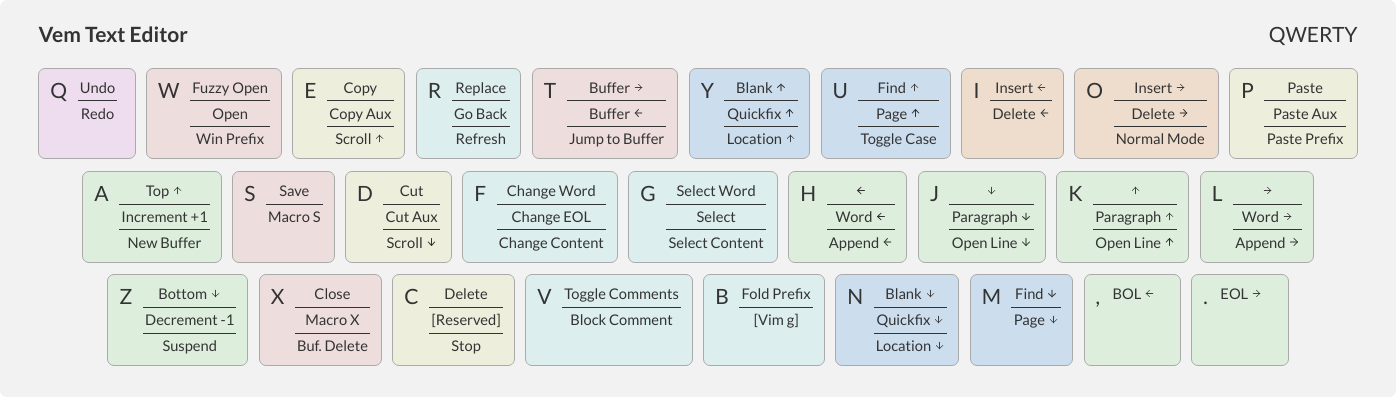 Vem Text Editor
QWERTY
Q
Undo
Redo
W
Fuzzy Open
Open
Win Prefix
E
Copy
Copy Aux
Scroll ↑
R
Replace
Go Back
Refresh
T
Buffer →
Buffer ←
Jump to Buffer
Y
Blank ↑
Quickfix ↑
Location ↑
U
Find ↑
Page ↑
Toggle Case
I
Insert ←
Delete ←
O
Insert →
Delete →
Normal Mode
P
Paste
Paste Aux
Paste Prefix
A
Top ↑
Increment +1
New Buffer
S
Save
Macro S
D
Cut
Cut Aux
Scroll ↓
F
Change Word
Change EOL
Change Content
G
Select Word
Select
Select Content
H
←
Word ←
Append ←
J
↓
Paragraph ↓
Open Line ↓
K
↑
Paragraph ↑
Open Line ↑
L
→
Word →
Append →
Z
Bottom ↓
Decrement -1
Suspend
X
Close
Macro X
Buf. Delete
C
Delete
[Reserved]
Stop
V
Toggle Comments
Block Comment
B
Fold Prefix
[Vim g]
N
Blank ↓
Quickfix ↓
Location ↓
M
Find ↓
Page ↓
,
BOL ←
.
EOL →